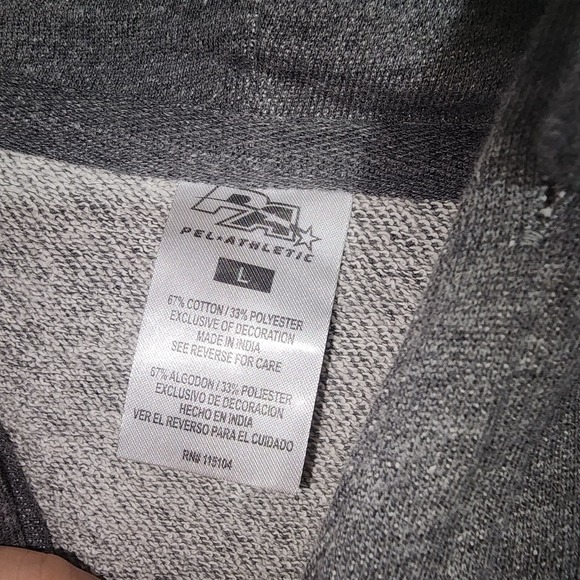 PA
PEL★ATHLETIC
L
67% COTTON / 33% POLYESTER
EXCLUSIVE OF DECORATION
MADE IN INDIA
SEE REVERSE FOR CARE
67% ALGODON / 33% POLIESTER
EXCLUSIVO DE DECORACION
HECHO EN INDIA
VER EL REVERSO PARA EL CUIDADO
RN# 115104